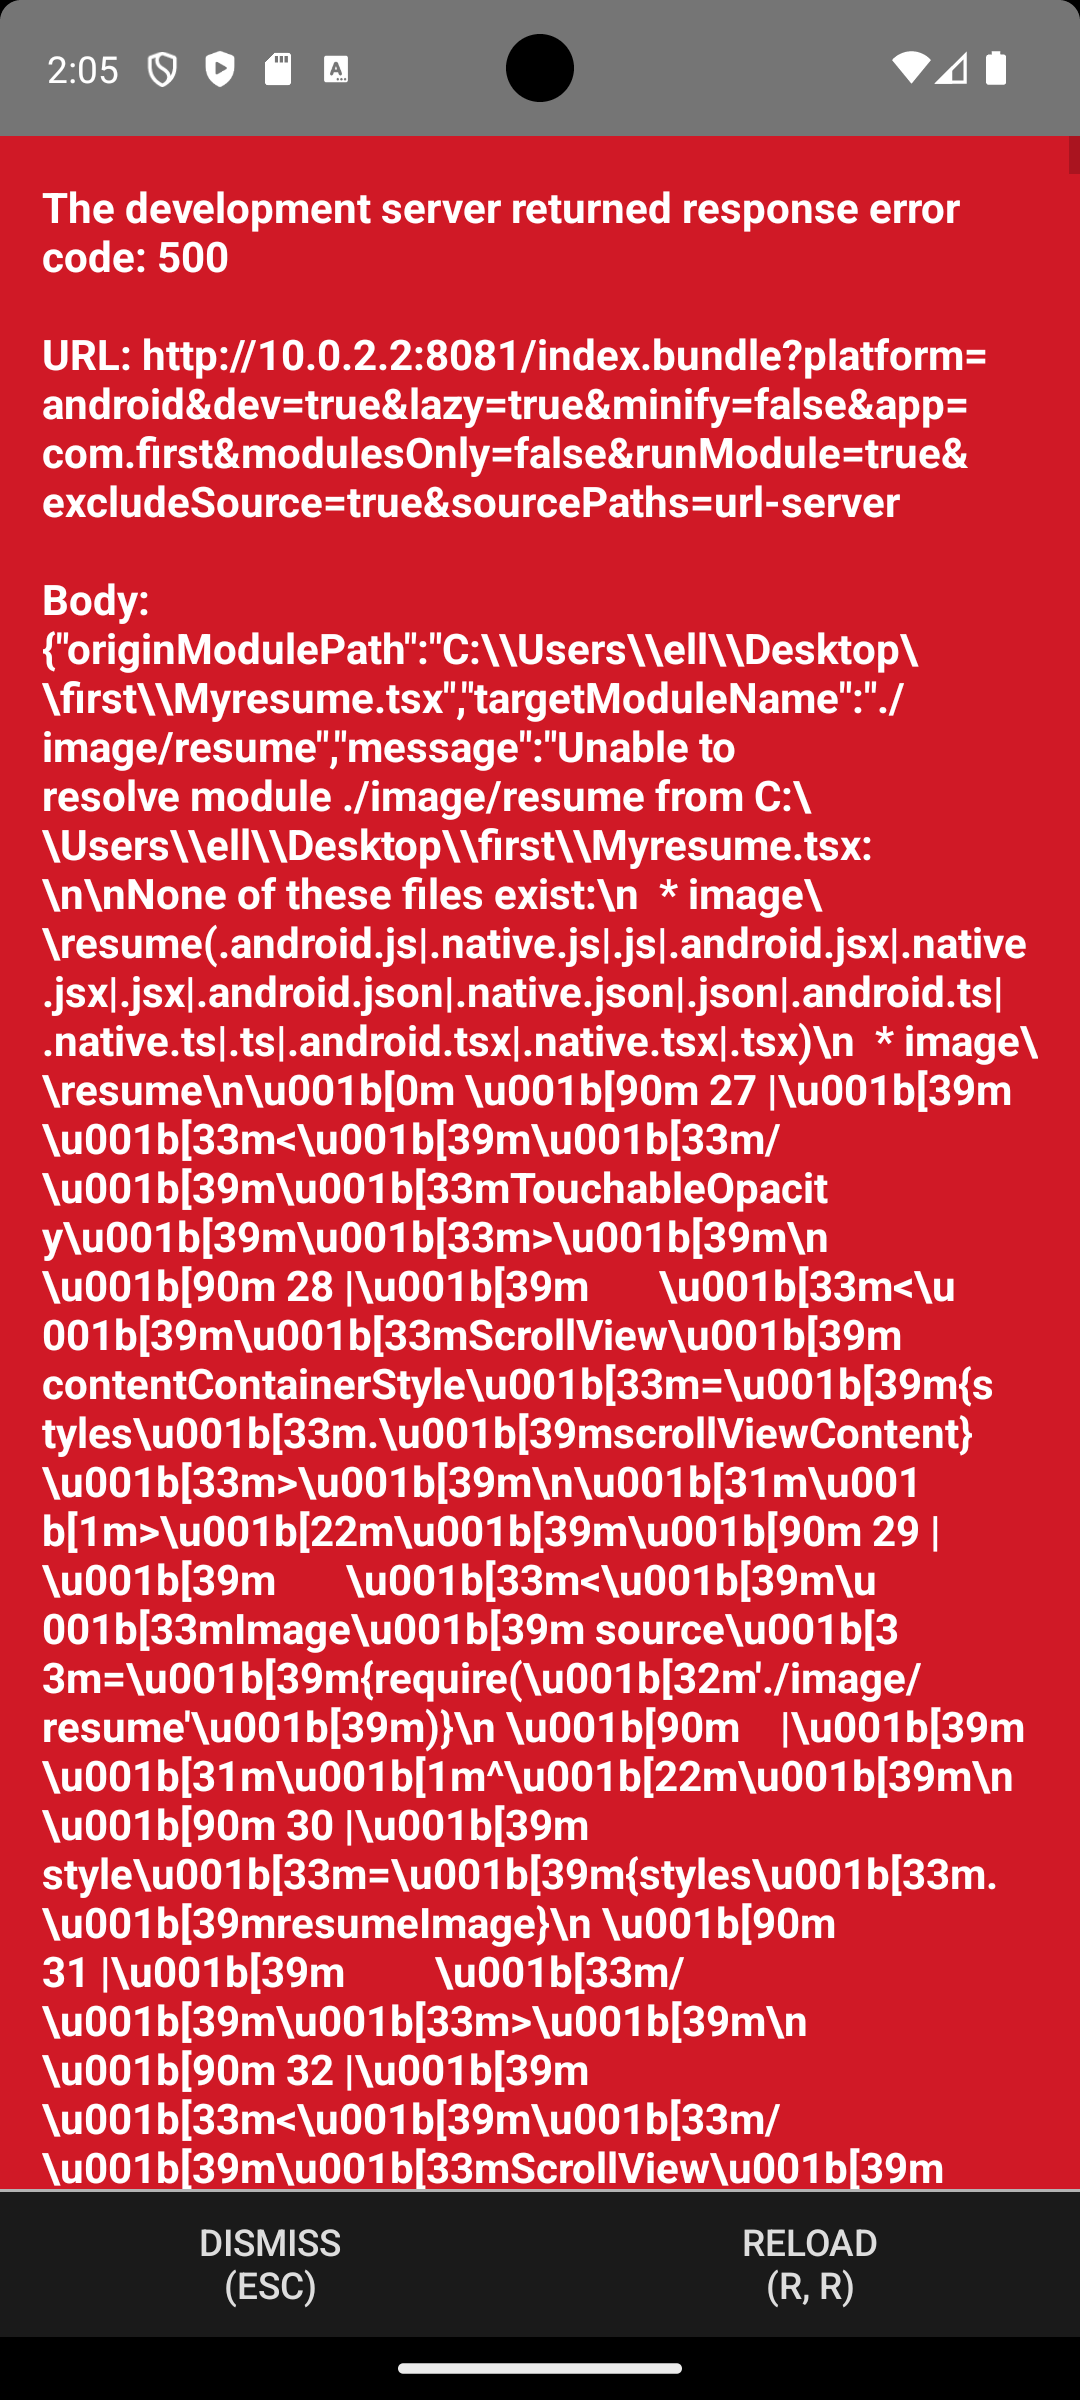 2:05
The development server returned response error
code: 500
URL: http://10.0.2.2:8081/index.bundle?platform=
android&dev=true&lazy=true&minify=false&app=
com.first&modulesOnly=false&runModule=true&
excludeSource=true&sourcePaths=url-server
Body:
{"originModulePath":"C:\\Users\\ell\\Desktop\
\first\\Myresume.tsx","targetModuleName":"./
image/resume","message":"Unable to
resolve module ./image/resume from C:\
\Users\\ell\\Desktop\\first\\Myresume.tsx:
\n\nNone of these files exist:\n  * image\
\resume(.android.js|.native.js|.js|.android.jsx|.native
.jsx|.jsx|.android.json|.native.json|.json|.android.ts|
.native.ts|.ts|.android.tsx|.native.tsx|.tsx)\n  * image\
\resume\n\u001b[0m \u001b[90m 27 |\u001b[39m
\u001b[33m<\u001b[39m\u001b[33m/
\u001b[39m\u001b[33mTouchableOpacit
y\u001b[39m\u001b[33m>\u001b[39m\n
\u001b[90m 28 |\u001b[39m       \u001b[33m<\u
001b[39m\u001b[33mScrollView\u001b[39m
contentContainerStyle\u001b[33m=\u001b[39m{s
tyles\u001b[33m.\u001b[39mscrollViewContent}
\u001b[33m>\u001b[39m\n\u001b[31m\u001
b[1m>\u001b[22m\u001b[39m\u001b[90m 29 |
\u001b[39m       \u001b[33m<\u001b[39m\u
001b[33mImage\u001b[39m source\u001b[3
3m=\u001b[39m{require(\u001b[32m'./image/
resume'\u001b[39m)}\n \u001b[90m    |\u001b[39m
\u001b[31m\u001b[1m^\u001b[22m\u001b[39m\n
\u001b[90m 30 |\u001b[39m
style\u001b[33m=\u001b[39m{styles\u001b[33m.
\u001b[39mresumeImage}\n \u001b[90m
31 |\u001b[39m         \u001b[33m/
\u001b[39m\u001b[33m>\u001b[39m\n
\u001b[90m 32 |\u001b[39m
\u001b[33m<\u001b[39m\u001b[33m/
\u001b[39m\u001b[33mScrollView\u001b[39m
DISMISS
(ESC)
RELOAD
(R, R)